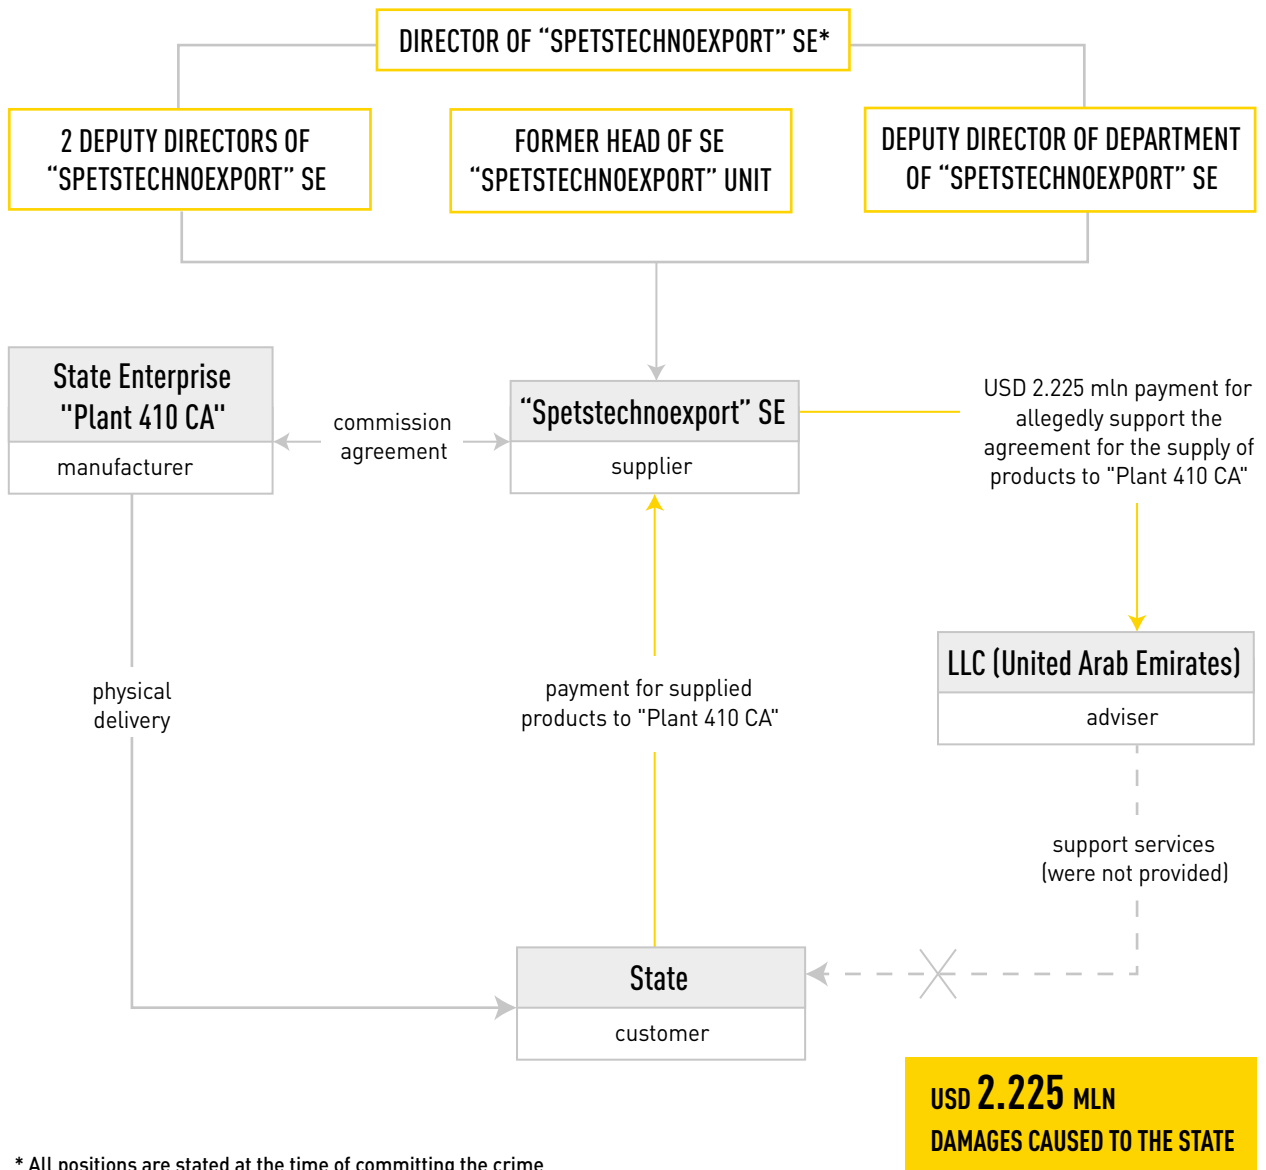 DIRECTOR OF “SPETSTECHNOEXPORT” SE*
2 DEPUTY DIRECTORS OF
“SPETSTECHNOEXPORT” SE
FORMER HEAD OF SE
“SPETSTECHNOEXPORT” UNIT
DEPUTY DIRECTOR OF DEPARTMENT
OF “SPETSTECHNOEXPORT” SE
State Enterprise
"Plant 410 CA"
manufacturer
commission
agreement
“Spetstechnoexport” SE
supplier
USD 2.225 mln payment for
allegedly support the
agreement for the supply of
products to "Plant 410 CA"
physical
delivery
payment for supplied
products to "Plant 410 CA"
LLC (United Arab Emirates)
adviser
support services
(were not provided)
State
customer
USD 2.225 MLN
DAMAGES CAUSED TO THE STATE
* All positions are stated at the time of committing the crime